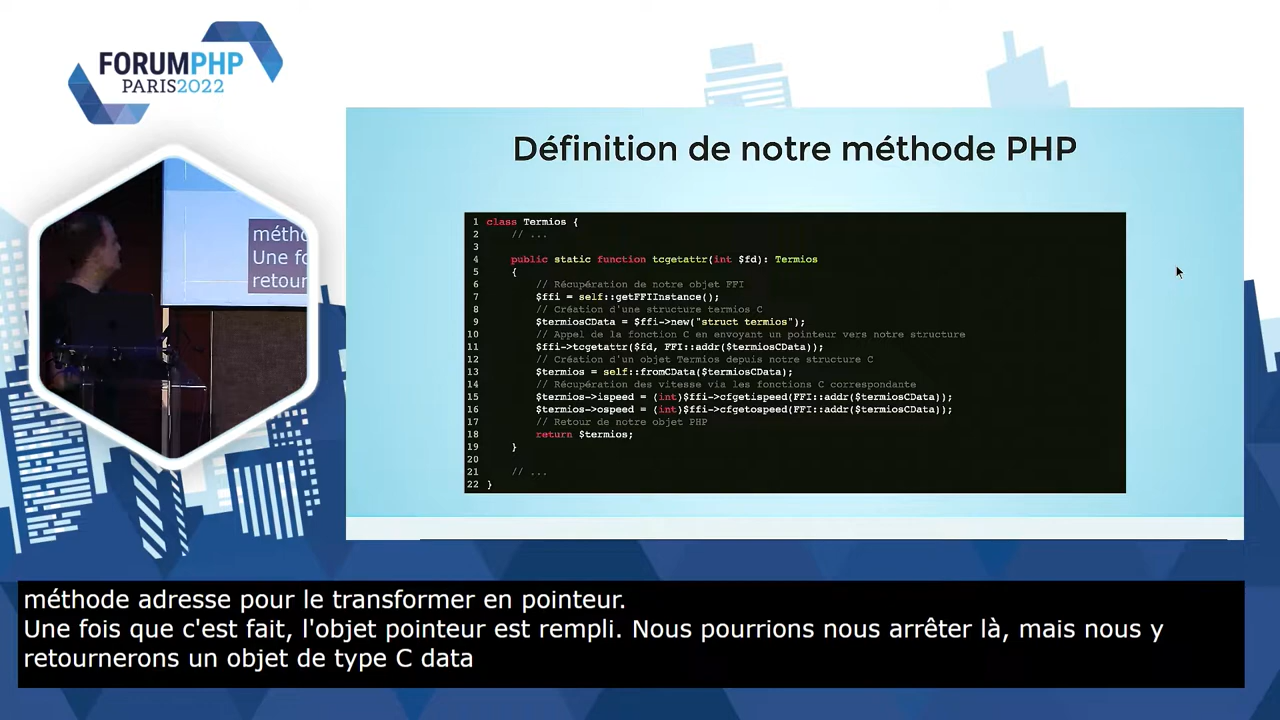 FORUMPHP
PARIS2022
Définition de notre méthode PHP
1 class Termios {
2 // ...
3
4 public static function tcgetattr(int $fd): Termios
5 {
6 // Récupération de notre objet FFI
7 $ffi = self::getFFIInstance();
8 // Création d'une structure termios C
9 $termiosCData = $ffi->new("struct termios");
10 // Appel de la fonction C en envoyant un pointeur vers notre structure
11 $ffi->tcgetattr($fd, FFI::addr($termiosCData));
12 // Création d'un objet Termios depuis notre structure C
13 $termios = self::fromCData($termiosCData);
14 // Récupération des vitesse via les fonctions C correspondante
15 $termios->ispeed = (int)$ffi->cfgetispeed(FFI::addr($termiosCData));
16 $termios->ospeed = (int)$ffi->cfgetospeed(FFI::addr($termiosCData));
17 // Retour de notre objet PHP
18 return $termios;
19 }
20
21 // ...
22 }
métho
Une fo
retour
méthode adresse pour le transformer en pointeur.
Une fois que c'est fait, l'objet pointeur est rempli. Nous pourrions nous arrêter là, mais nous y
retournerons un objet de type C data